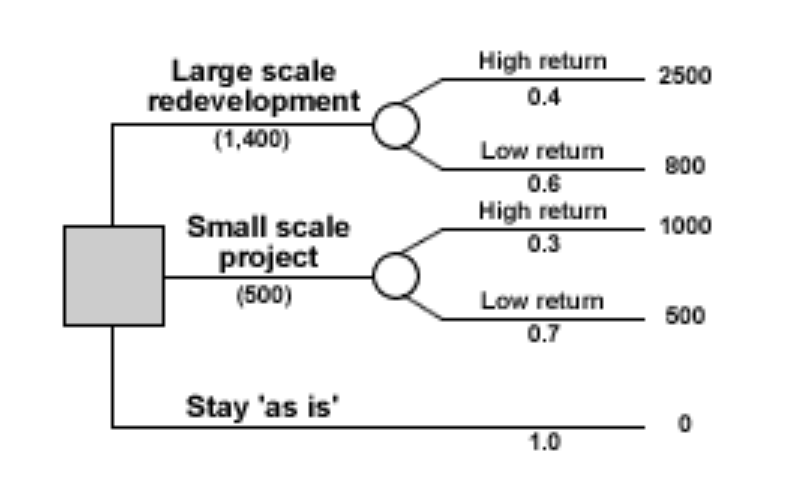 Large scale
redevelopment
(1,400)
High return
0.4
2500
Low return
0.6
800
Small scale
project
(500)
High return
0.3
1000
Low return
0.7
500
Stay 'as is'
1.0
0